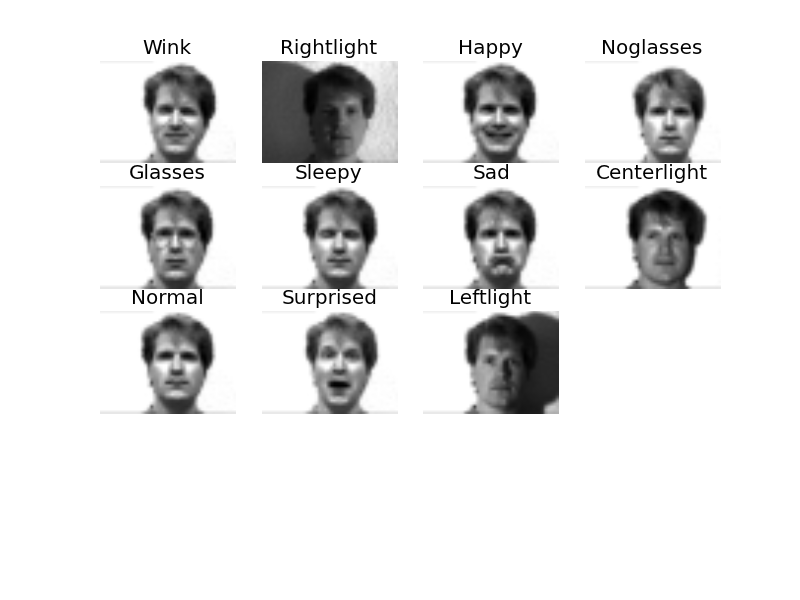 Wink Rightlight Happy Noglasses
Glasses Sleepy Sad Centerlight
Normal Surprised Leftlight